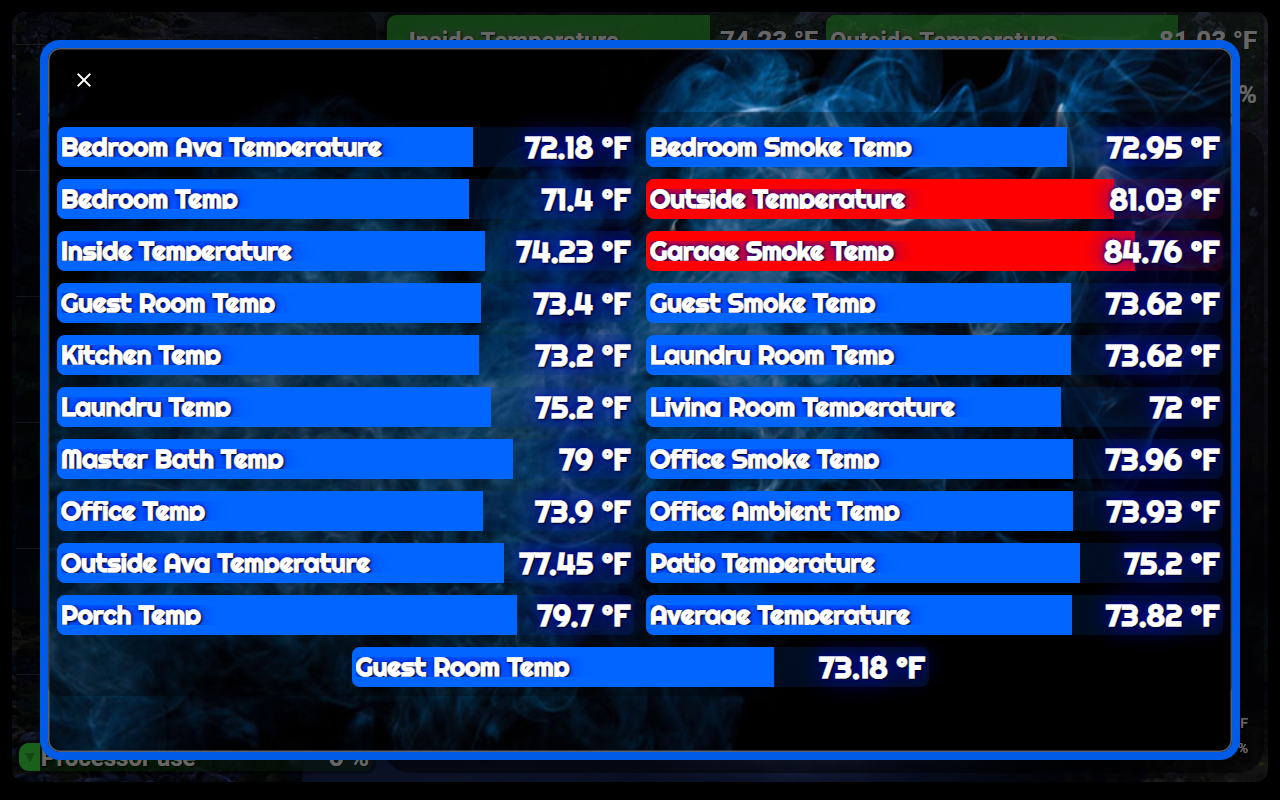 Inside Temperature 74.23 °F Outside Temperature 81.03 °F
%
Bedroom Avg Temperature 72.18 °F
Bedroom Smoke Temp 72.95 °F
Bedroom Temp 71.4 °F
Outside Temperature 81.03 °F
Inside Temperature 74.23 °F
Garage Smoke Temp 84.76 °F
Guest Room Temp 73.4 °F
Guest Smoke Temp 73.62 °F
Kitchen Temp 73.2 °F
Laundry Room Temp 73.62 °F
Laundry Temp 75.2 °F
Living Room Temperature 72 °F
Master Bath Temp 79 °F
Office Smoke Temp 73.96 °F
Office Temp 73.9 °F
Office Ambient Temp 73.93 °F
Outside Avg Temperature 77.45 °F
Patio Temperature 75.2 °F
Porch Temp 79.7 °F
Average Temperature 73.82 °F
Guest Room Temp 73.18 °F
F
%
Processor use 6 %